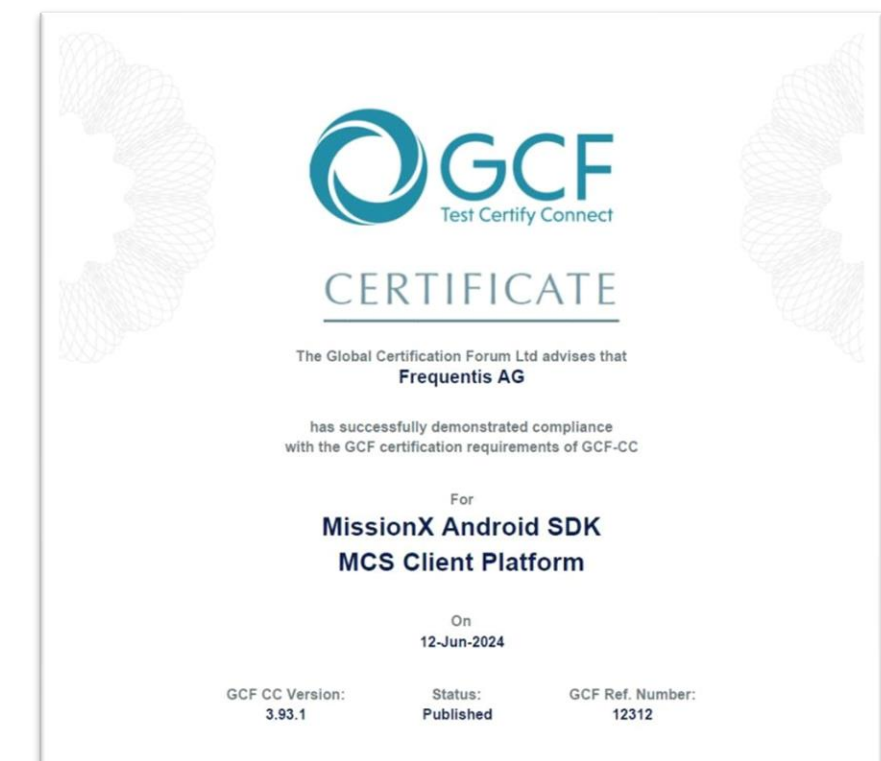 GCF
Test Certify Connect
CERTIFICATE
The Global Certification Forum Ltd advises that
Frequentis AG
has successfully demonstrated compliance
with the GCF certification requirements of GCF-CC
For
MissionX Android SDK
MCS Client Platform
On
12-Jun-2024
GCF CC Version: Status: GCF Ref. Number:
3.93.1 Published 12312